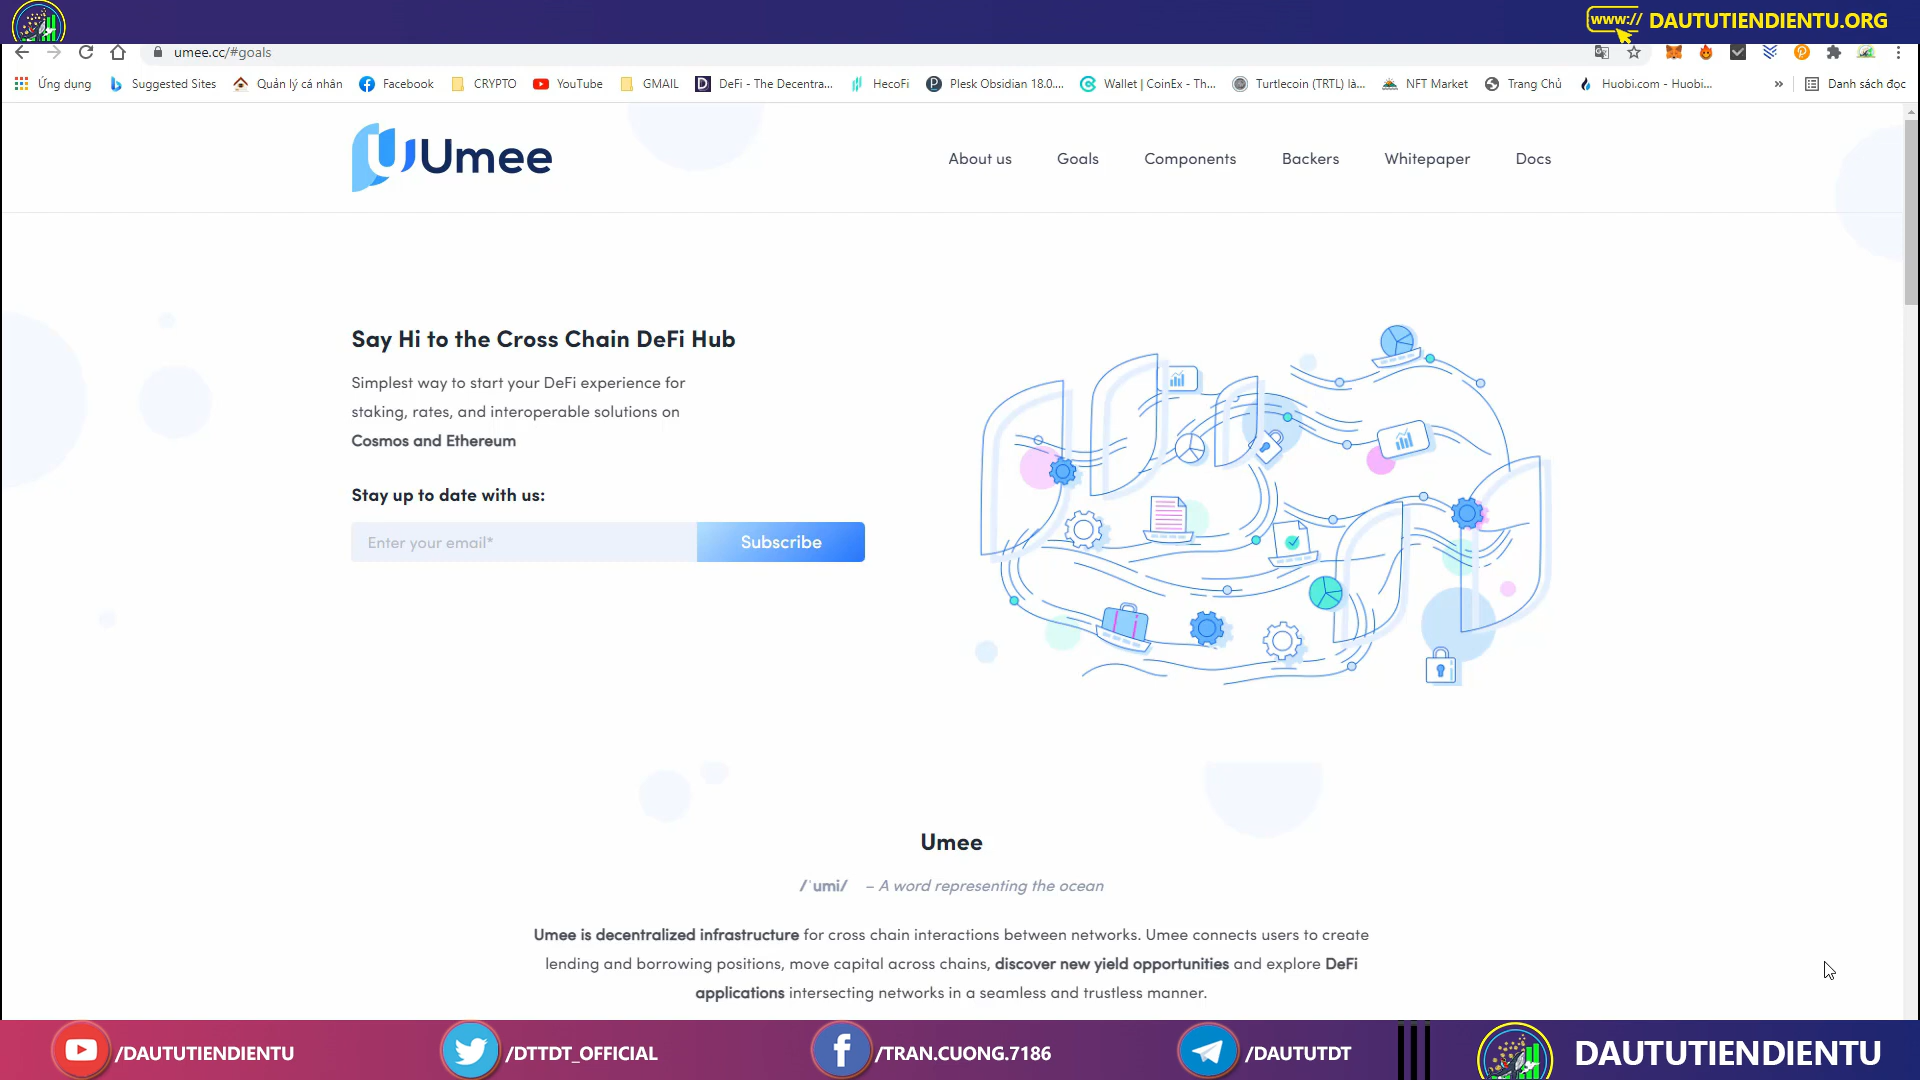 www:// DAUTUTIENDIENTU.ORG
umee.cc/#goals
Ứng dụng Suggested Sites Quản lý cá nhân Facebook CRYPTO YouTube GMAIL DeFi - The Decentra... HecoFi Plesk Obsidian 18.0.... Wallet | CoinEx - Th... Turtlecoin (TRTL) là... NFT Market Trang Chủ Huobi.com - Huobi... » Danh sách đọc
Umee
About us Goals Components Backers Whitepaper Docs
Say Hi to the Cross Chain DeFi Hub
Simplest way to start your DeFi experience for
staking, rates, and interoperable solutions on
Cosmos and Ethereum
Stay up to date with us:
Enter your email* Subscribe
Umee
/ˈumi/ – A word representing the ocean
Umee is decentralized infrastructure for cross chain interactions between networks. Umee connects users to create
lending and borrowing positions, move capital across chains, discover new yield opportunities and explore DeFi
applications intersecting networks in a seamless and trustless manner.
/DAUTUTIENDIENTU /DTTDT_OFFICIAL /TRAN.CUONG.7186 /DAUTUTDT DAUTUTIENDIENTU